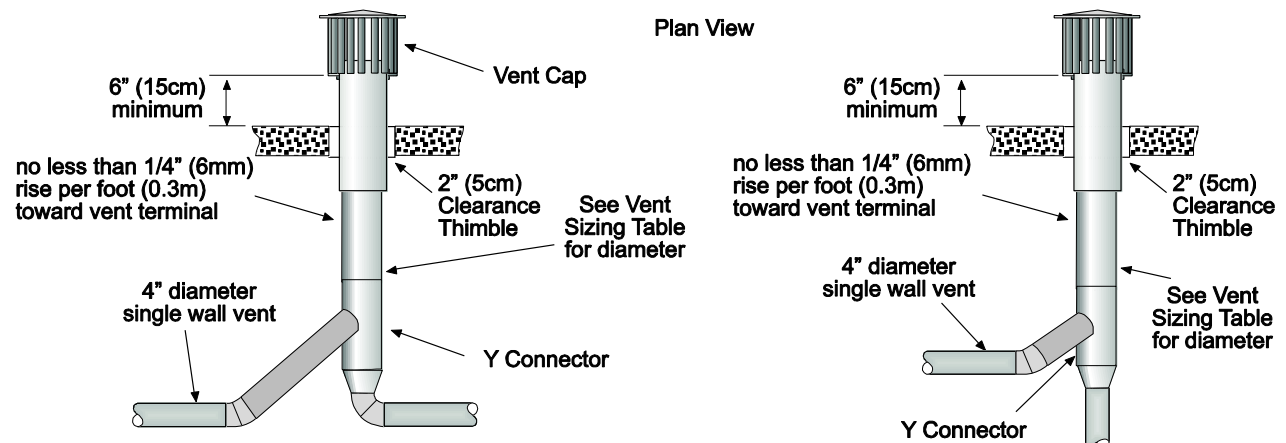 Plan View
Vent Cap
6” (15cm)
minimum
no less than 1/4” (6mm)
rise per foot (0.3m)
toward vent terminal
2” (5cm)
Clearance
Thimble
See Vent
Sizing Table
for diameter
4” diameter
single wall vent
Y Connector
6” (15cm)
minimum
no less than 1/4” (6mm)
rise per foot (0.3m)
toward vent terminal
2” (5cm)
Clearance
Thimble
4” diameter
single wall vent
See Vent
Sizing Table
for diameter
Y Connector